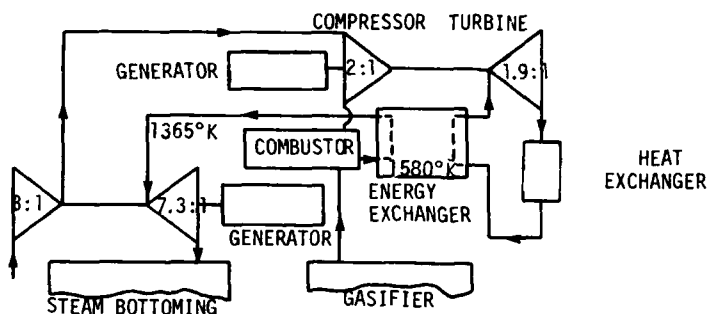 COMPRESSOR TURBINE
GENERATOR
2:1
1.9:1
1365°K
COMBUSTOR
580°K
HEAT
EXCHANGER
ENERGY
EXCHANGER
8:1
7.3:1
GENERATOR
STEAM BOTTOMING
GASIFIER